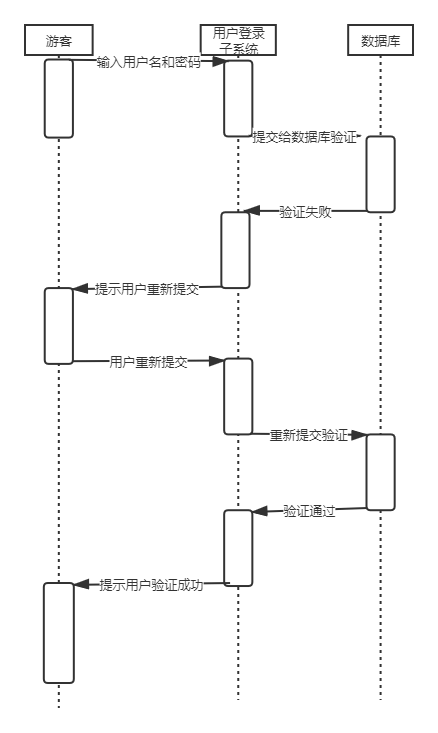 游客
用户登录
子系统
数据库
输入用户名和密码
提交给数据库验证
验证失败
提示用户重新提交
用户重新提交
重新提交验证
验证通过
提示用户验证成功